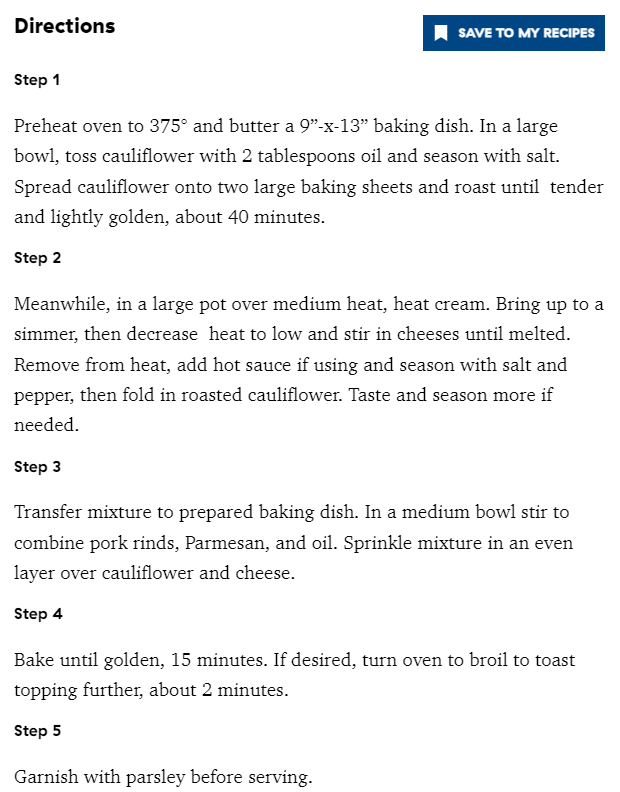 Directions
SAVE TO MY RECIPES
Step 1
Preheat oven to 375° and butter a 9”-x-13” baking dish. In a large
bowl, toss cauliflower with 2 tablespoons oil and season with salt.
Spread cauliflower onto two large baking sheets and roast until  tender
and lightly golden, about 40 minutes.
Step 2
Meanwhile, in a large pot over medium heat, heat cream. Bring up to a
simmer, then decrease  heat to low and stir in cheeses until melted.
Remove from heat, add hot sauce if using and season with salt and
pepper, then fold in roasted cauliflower. Taste and season more if
needed.
Step 3
Transfer mixture to prepared baking dish. In a medium bowl stir to
combine pork rinds, Parmesan, and oil. Sprinkle mixture in an even
layer over cauliflower and cheese.
Step 4
Bake until golden, 15 minutes. If desired, turn oven to broil to toast
topping further, about 2 minutes.
Step 5
Garnish with parsley before serving.